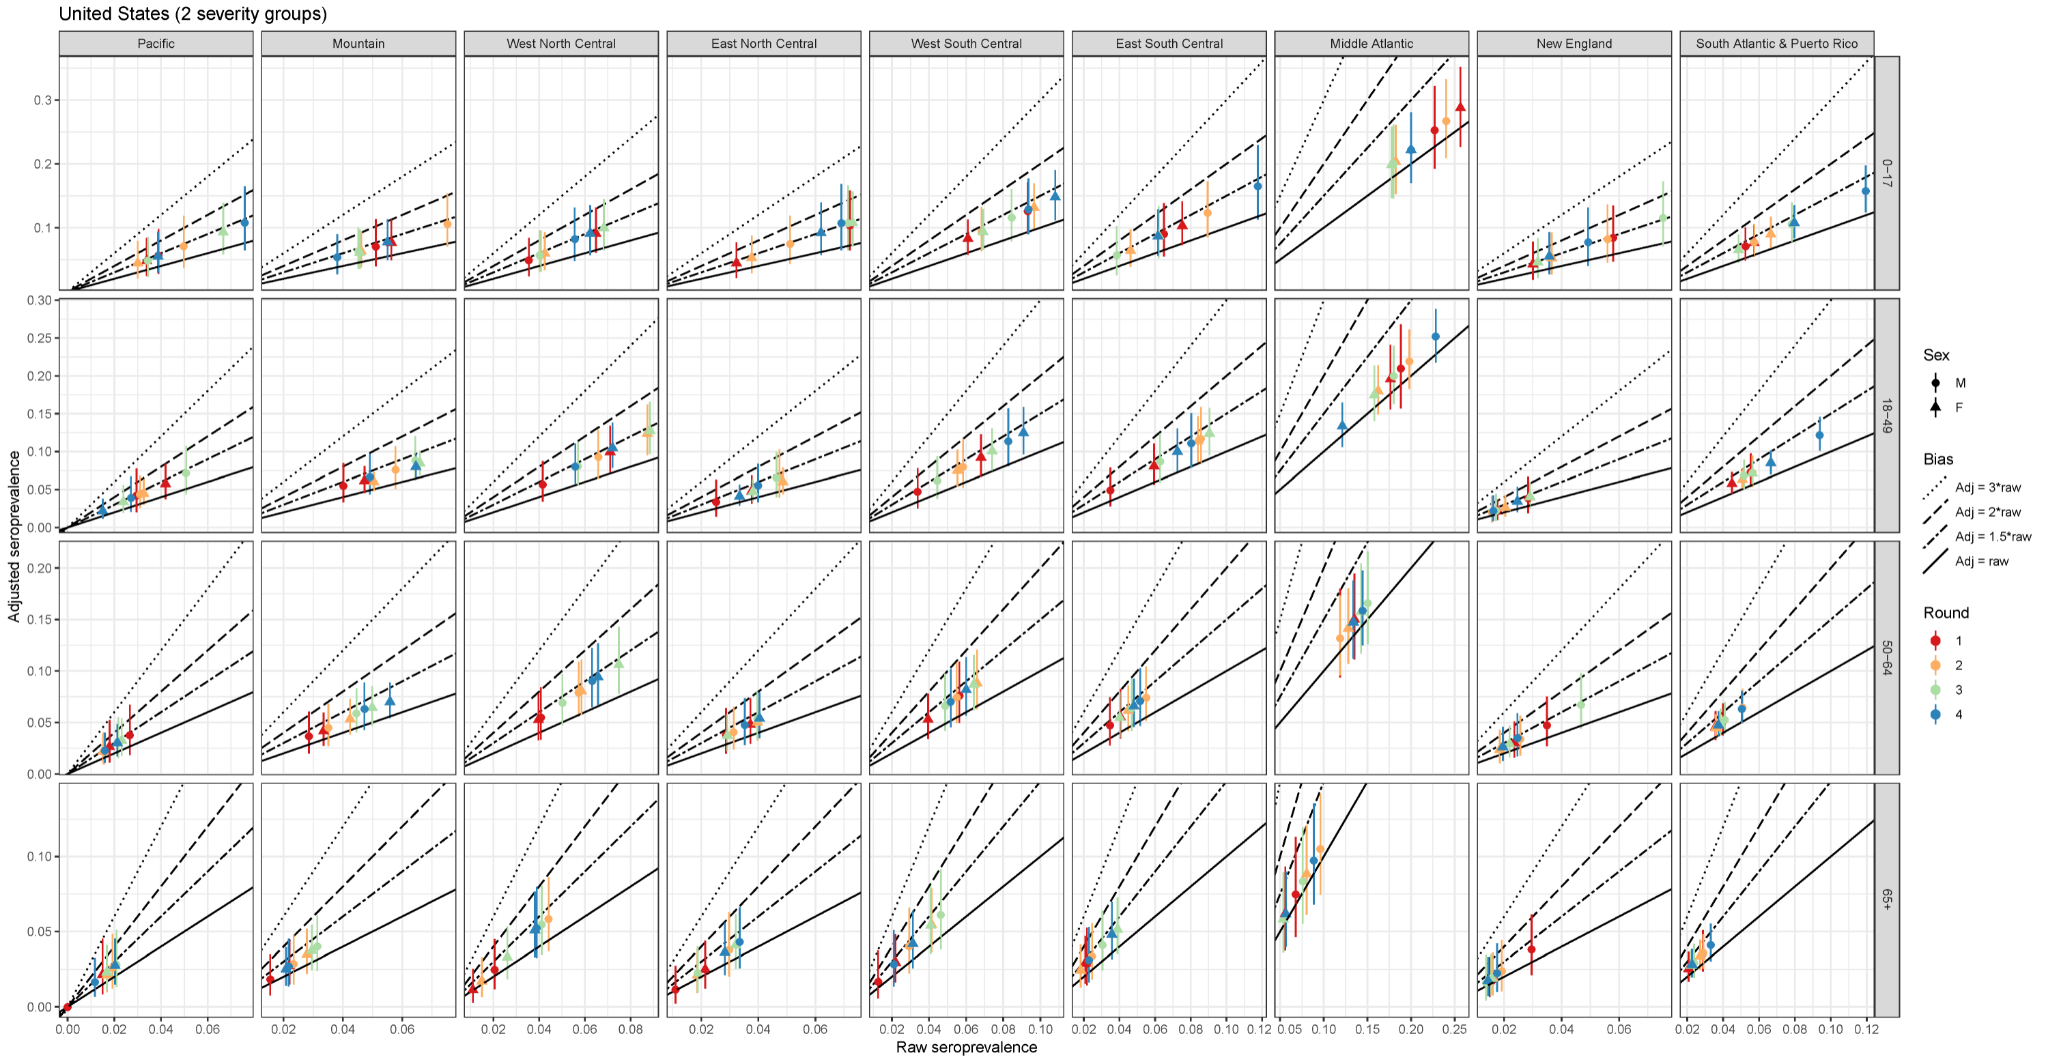 United States (2 severity groups)
Pacific
Mountain
West North Central
East North Central
West South Central
East South Central
Middle Atlantic
New England
South Atlantic & Puerto Rico
0.3
0.2
0.1
0−17
0.30
0.25
0.20
0.15
0.10
0.05
0.00
18−49
0.20
0.15
0.10
0.05
0.00
50−64
0.10
0.05
0.00
65+
Adjusted seroprevalence
0.00 0.02 0.04 0.06
0.02 0.04 0.06
0.02 0.04 0.06 0.08
0.02 0.04 0.06
0.02 0.04 0.06 0.08 0.10
0.02 0.04 0.06 0.08 0.10 0.12
0.05 0.10 0.15 0.20 0.25
0.02 0.04 0.06
0.02 0.04 0.06 0.08 0.10 0.12
Raw seroprevalence
Sex
M
F
Bias
Adj = 3*raw
Adj = 2*raw
Adj = 1.5*raw
Adj = raw
Round
1
2
3
4